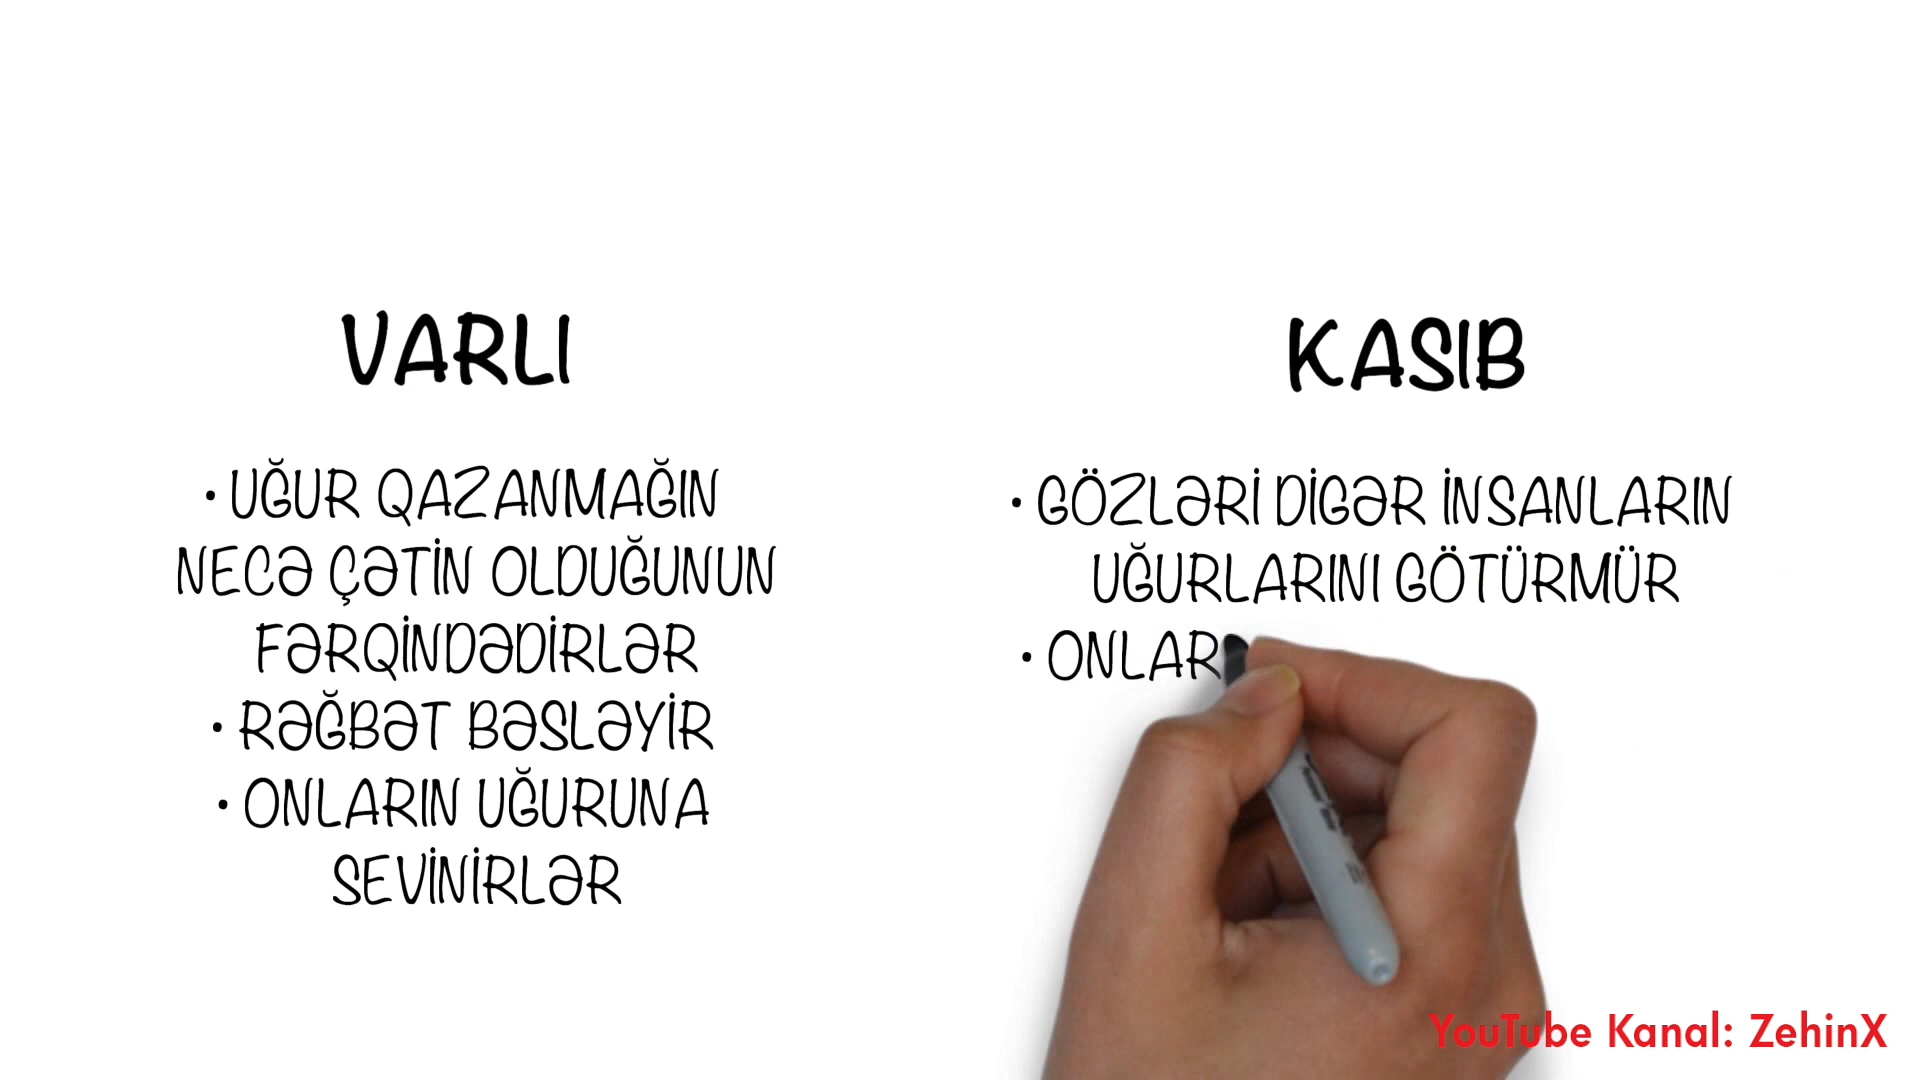 VARLI
• UĞUR QAZANMAĞIN
NECƏ ÇƏTİN OLDUĞUNUN
FƏRQİNDƏDİRLƏR
• RƏĞBƏT BƏSLƏYİR
• ONLARIN UĞURUNA
SEVİNİRLƏR
KASIB
• GÖZLƏRİ DİGƏR İNSANLARIN
UĞURLARINI GÖTÜRMÜR
• ONLAR
YouTube Kanal: ZehinX